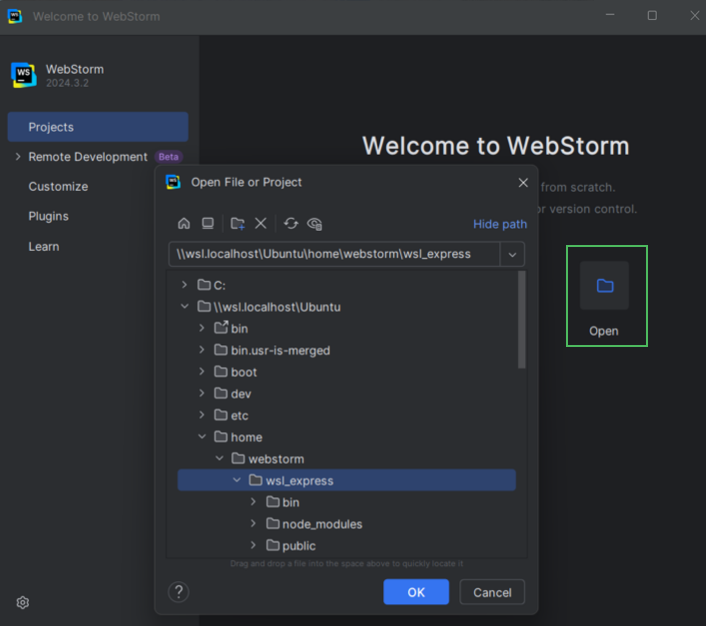 Welcome to WebStorm
WS
WebStorm
2024.3.2
Projects
Remote Development Beta
Customize
Plugins
Learn
Welcome to WebStorm
from scratch.
or version control.
Open
Open File or Project
Hide path
\\wsl.localhost\Ubuntu\home\webstorm\wsl_express
C:
\\wsl.localhost\Ubuntu
bin
bin.usr-is-merged
boot
dev
etc
home
webstorm
wsl_express
bin
node_modules
public
Drag and drop a file into the space above to quickly locate it
?
OK
Cancel